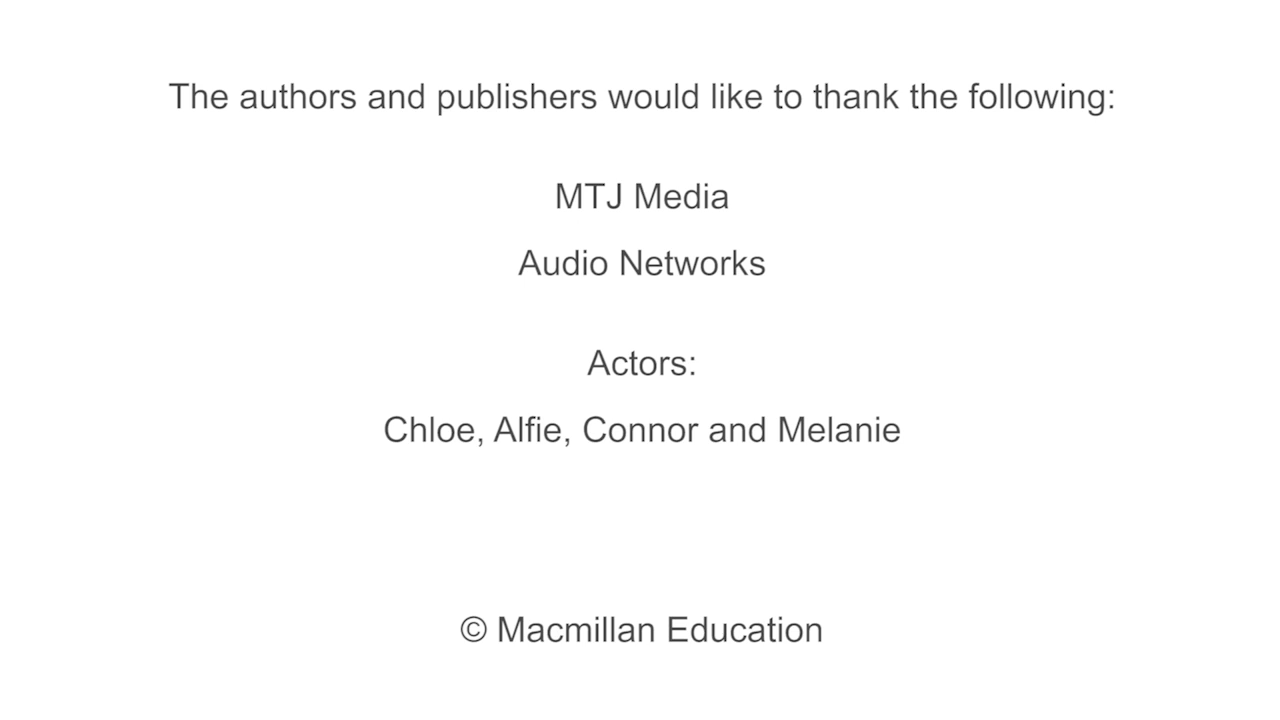 The authors and publishers would like to thank the following:
MTJ Media
Audio Networks
Actors:
Chloe, Alfie, Connor and Melanie
© Macmillan Education